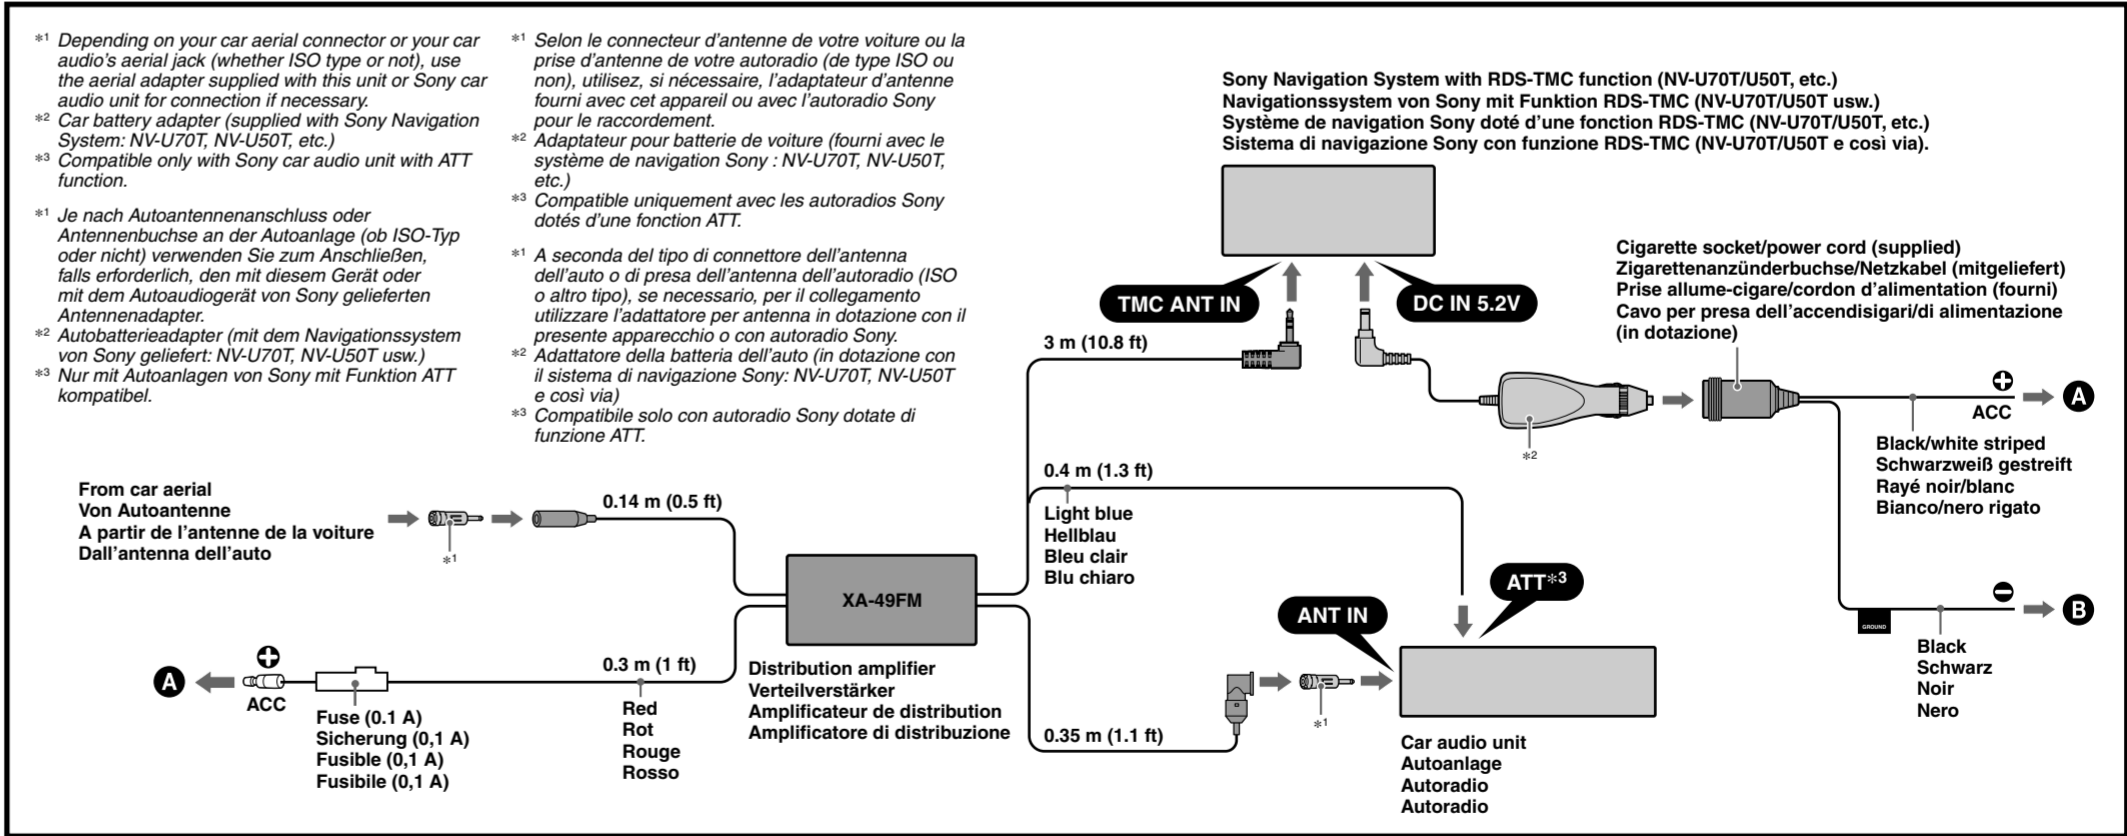 *1 Depending on your car aerial connector or your car
audio's aerial jack (whether ISO type or not), use
the aerial adapter supplied with this unit or Sony car
audio unit for connection if necessary.
*2 Car battery adapter (supplied with Sony Navigation
System: NV-U70T, NV-U50T, etc.)
*3 Compatible only with Sony car audio unit with ATT
function.
*1 Je nach Autoantennenanschluss oder
Antennenbuchse an der Autoanlage (ob ISO-Typ
oder nicht) verwenden Sie zum Anschließen,
falls erforderlich, den mit diesem Gerät oder
mit dem Autoaudiogerät von Sony gelieferten
Antennenadapter.
*2 Autobatterieadapter (mit dem Navigationssystem
von Sony geliefert: NV-U70T, NV-U50T usw.)
*3 Nur mit Autoanlagen von Sony mit Funktion ATT
kompatibel.
*1 Selon le connecteur d'antenne de votre voiture ou la
prise d'antenne de votre autoradio (de type ISO ou
non), utilisez, si nécessaire, l'adaptateur d'antenne
fourni avec cet appareil ou avec l'autoradio Sony
pour le raccordement.
*2 Adaptateur pour batterie de voiture (fourni avec le
système de navigation Sony : NV-U70T, NV-U50T,
etc.)
*3 Compatible uniquement avec les autoradios Sony
dotés d'une fonction ATT.
*1 A seconda del tipo di connettore dell'antenna
dell'auto o di presa dell'antenna dell'autoradio (ISO
o altro tipo), se necessario, per il collegamento
utilizzare l'adattatore per antenna in dotazione con il
presente apparecchio o con autoradio Sony.
*2 Adattatore della batteria dell'auto (in dotazione con
il sistema di navigazione Sony: NV-U70T, NV-U50T
e così via)
*3 Compatibile solo con autoradio Sony dotate di
funzione ATT.
Sony Navigation System with RDS-TMC function (NV-U70T/U50T, etc.)
Navigationssystem von Sony mit Funktion RDS-TMC (NV-U70T/U50T usw.)
Système de navigation Sony doté d'une fonction RDS-TMC (NV-U70T/U50T, etc.)
Sistema di navigazione Sony con funzione RDS-TMC (NV-U70T/U50T e così via).
TMC ANT IN
DC IN 5.2V
Cigarette socket/power cord (supplied)
Zigarettenanzünderbuchse/Netzkabel (mitgeliefert)
Prise allume-cigare/cordon d'alimentation (fourni)
Cavo per presa dell'accendisigari/di alimentazione
(in dotazione)
3 m (10.8 ft)
*2
+
ACC
A
Black/white striped
Schwarzweiß gestreift
Rayé noir/blanc
Bianco/nero rigato
From car aerial
Von Autoantenne
A partir de l'antenne de la voiture
Dall'antenna dell'auto
*1
0.14 m (0.5 ft)
0.4 m (1.3 ft)
Light blue
Hellblau
Bleu clair
Blu chiaro
XA-49FM
Distribution amplifier
Verteilverstärker
Amplificateur de distribution
Amplificatore di distribuzione
ANT IN
ATT*3
GROUND
−
B
Black
Schwarz
Noir
Nero
A
+
ACC
Fuse (0.1 A)
Sicherung (0,1 A)
Fusible (0,1 A)
Fusibile (0,1 A)
0.3 m (1 ft)
Red
Rot
Rouge
Rosso
0.35 m (1.1 ft)
*1
Car audio unit
Autoanlage
Autoradio
Autoradio